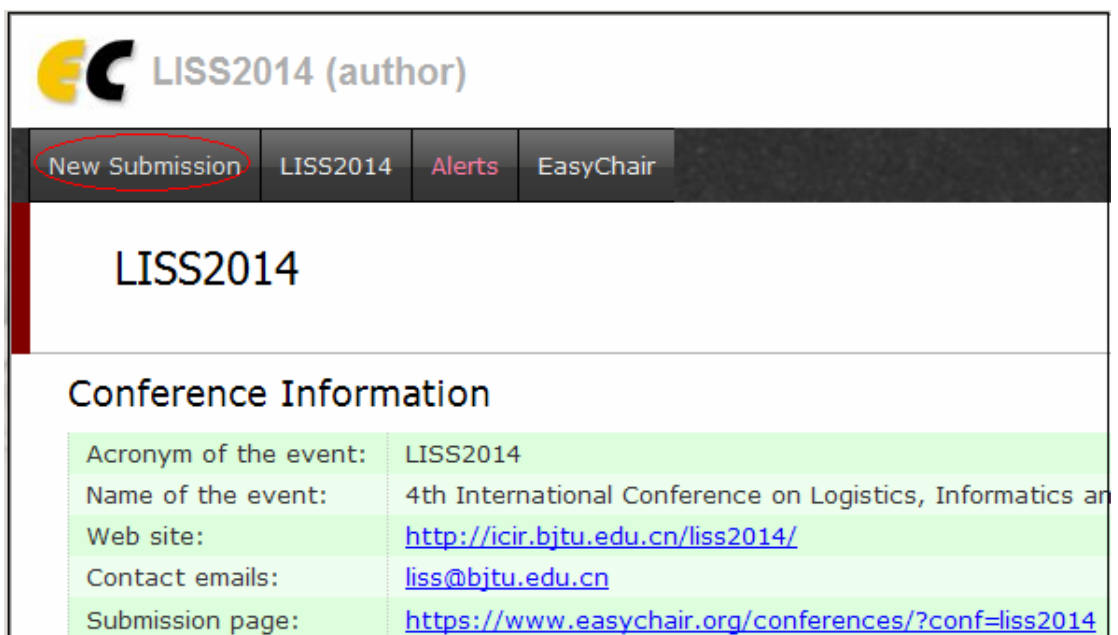 EC LISS2014 (author)
New Submission LISS2014 Alerts EasyChair
LISS2014
Conference Information
Acronym of the event: LISS2014
Name of the event: 4th International Conference on Logistics, Informatics an
Web site: http://icir.bjtu.edu.cn/liss2014/
Contact emails: liss@bjtu.edu.cn
Submission page: https://www.easychair.org/conferences/?conf=liss2014